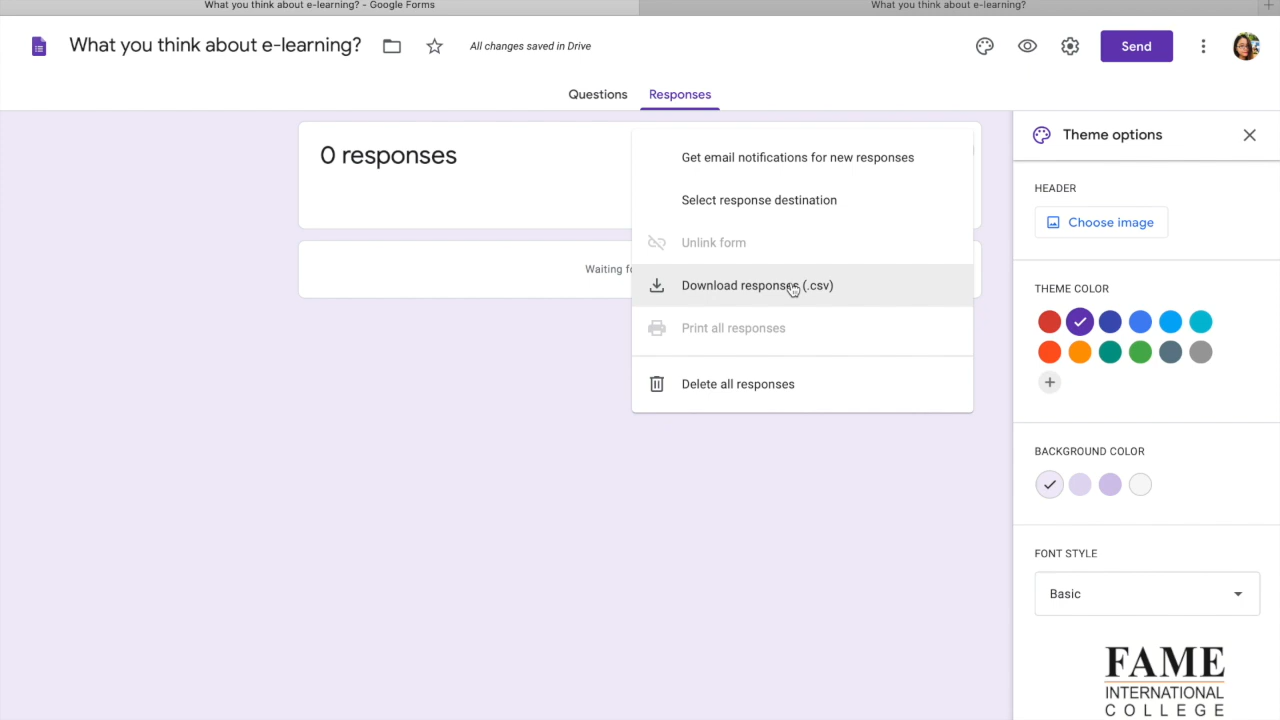 What you think about e-learning? - Google Forms
What you think about e-learning?
What you think about e-learning?
All changes saved in Drive
Send
Questions
Responses
0 responses
Waiting
Get email notifications for new responses
Select response destination
Unlink form
Download responses (.csv)
Print all responses
Delete all responses
Theme options
HEADER
Choose image
THEME COLOR
BACKGROUND COLOR
FONT STYLE
Basic
FAME
INTERNATIONAL
COLLEGE